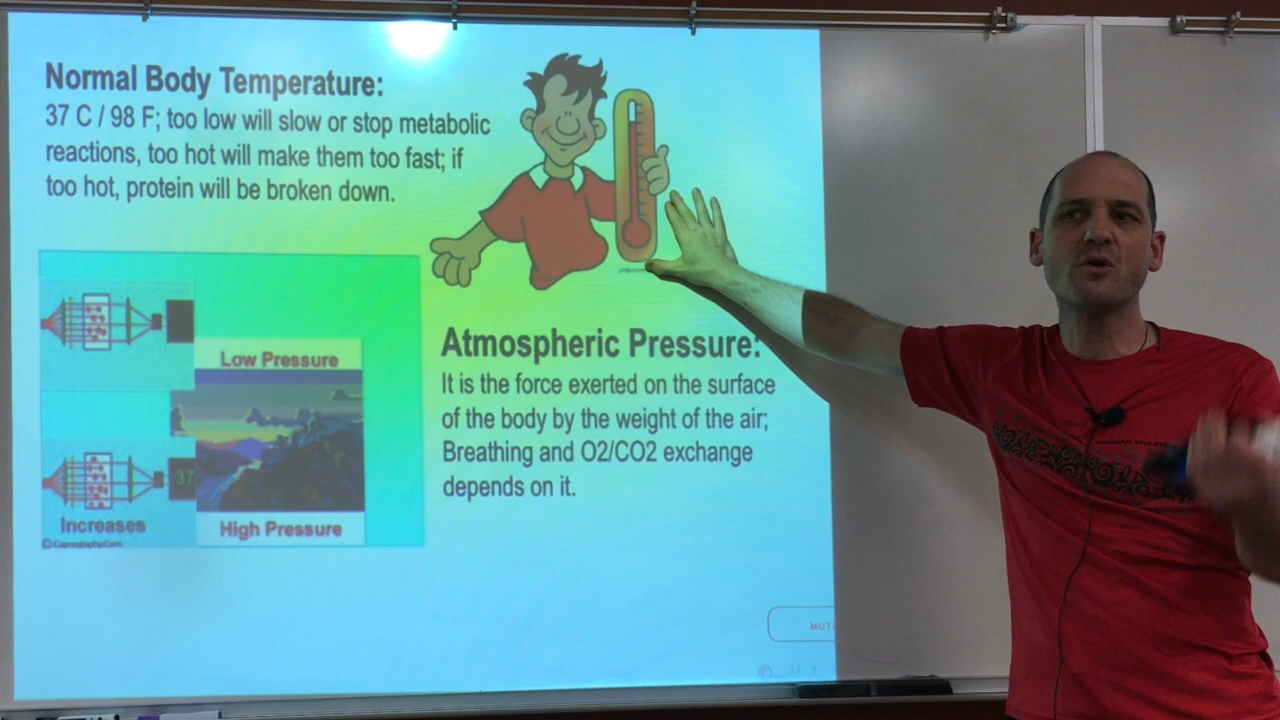 Normal Body Temperature:
37 C / 98 F; too low will slow or stop metabolic
reactions, too hot will make them too fast; if
too hot, protein will be broken down.
Low Pressure
37
Increases
High Pressure
©Capnography.Com
Atmospheric Pressure:
It is the force exerted on the surface
of the body by the weight of the air;
Breathing and O2/CO2 exchange
depends on it.